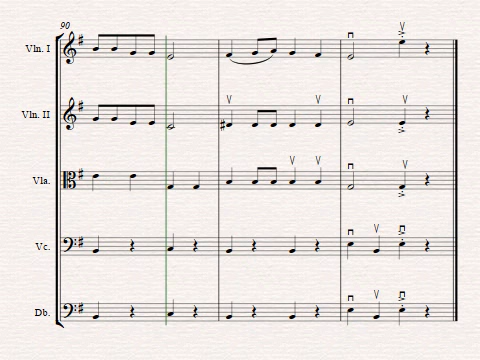 90
Vln. I
Vln. II
Vla.
Vc.
Db.